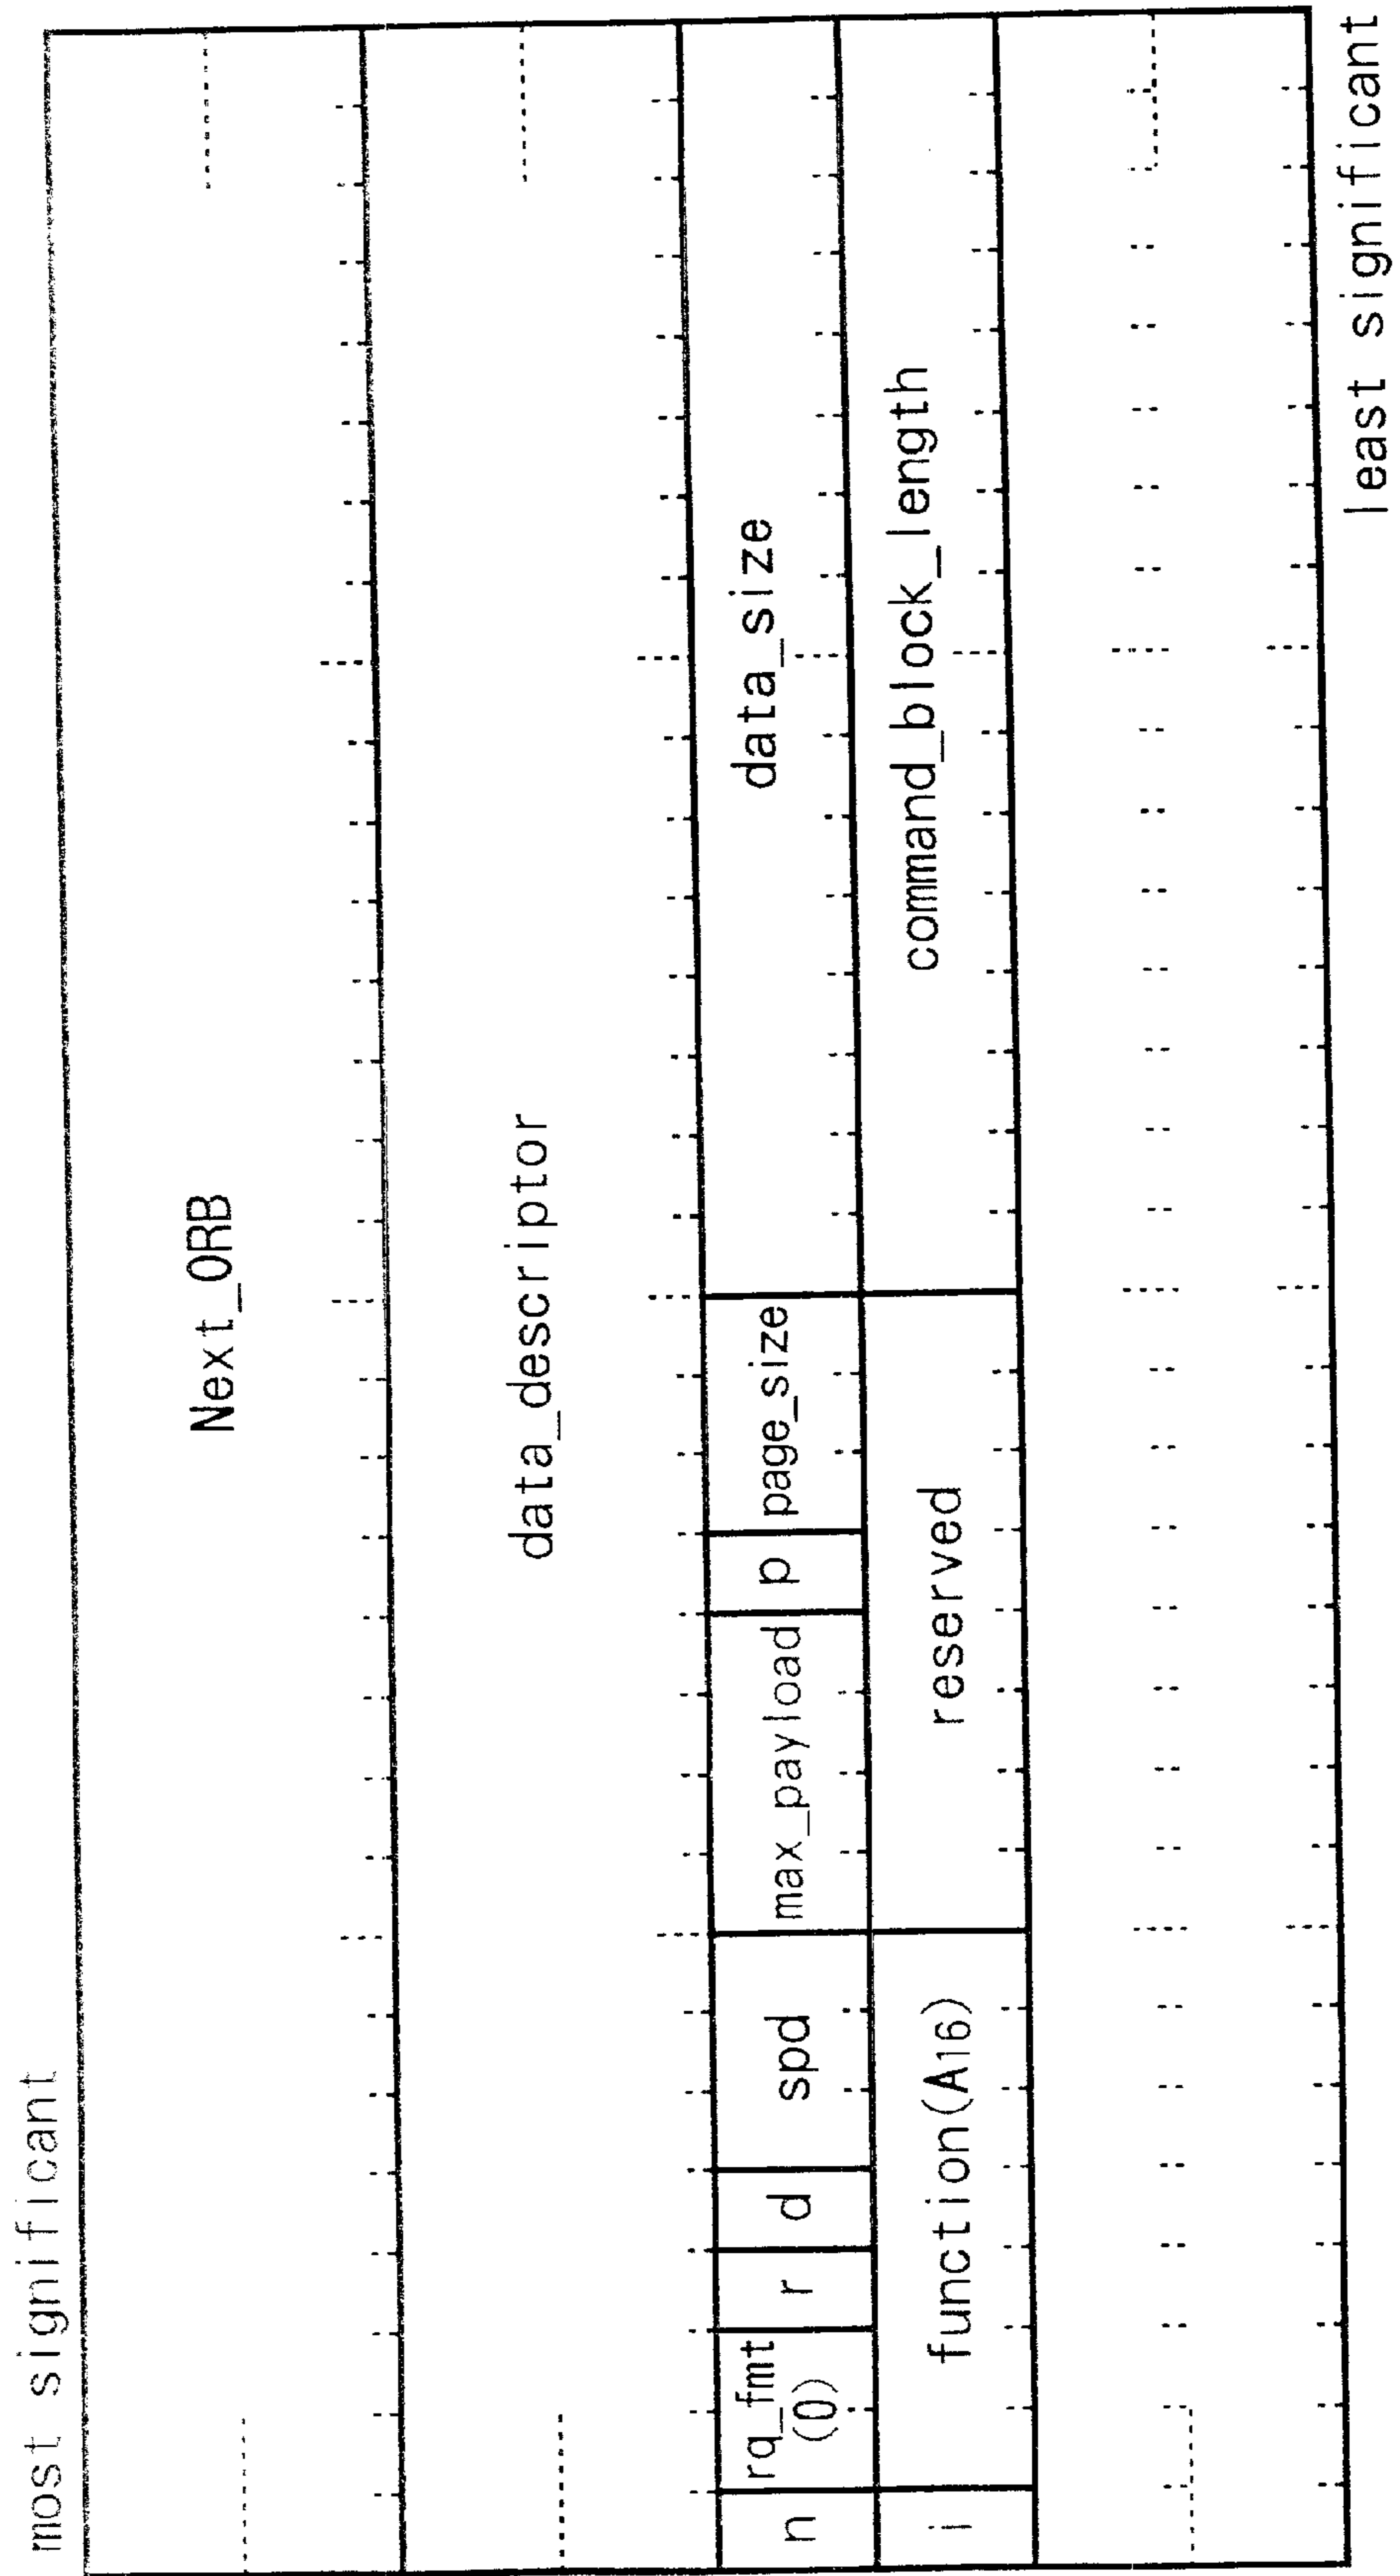 most significant
Next_ORB
data_descriptor
n
rq_fmt
(0)
r
d
spd
max_payload
p
page_size
data_size
i
function(A16)
reserved
command_block_length
least significant